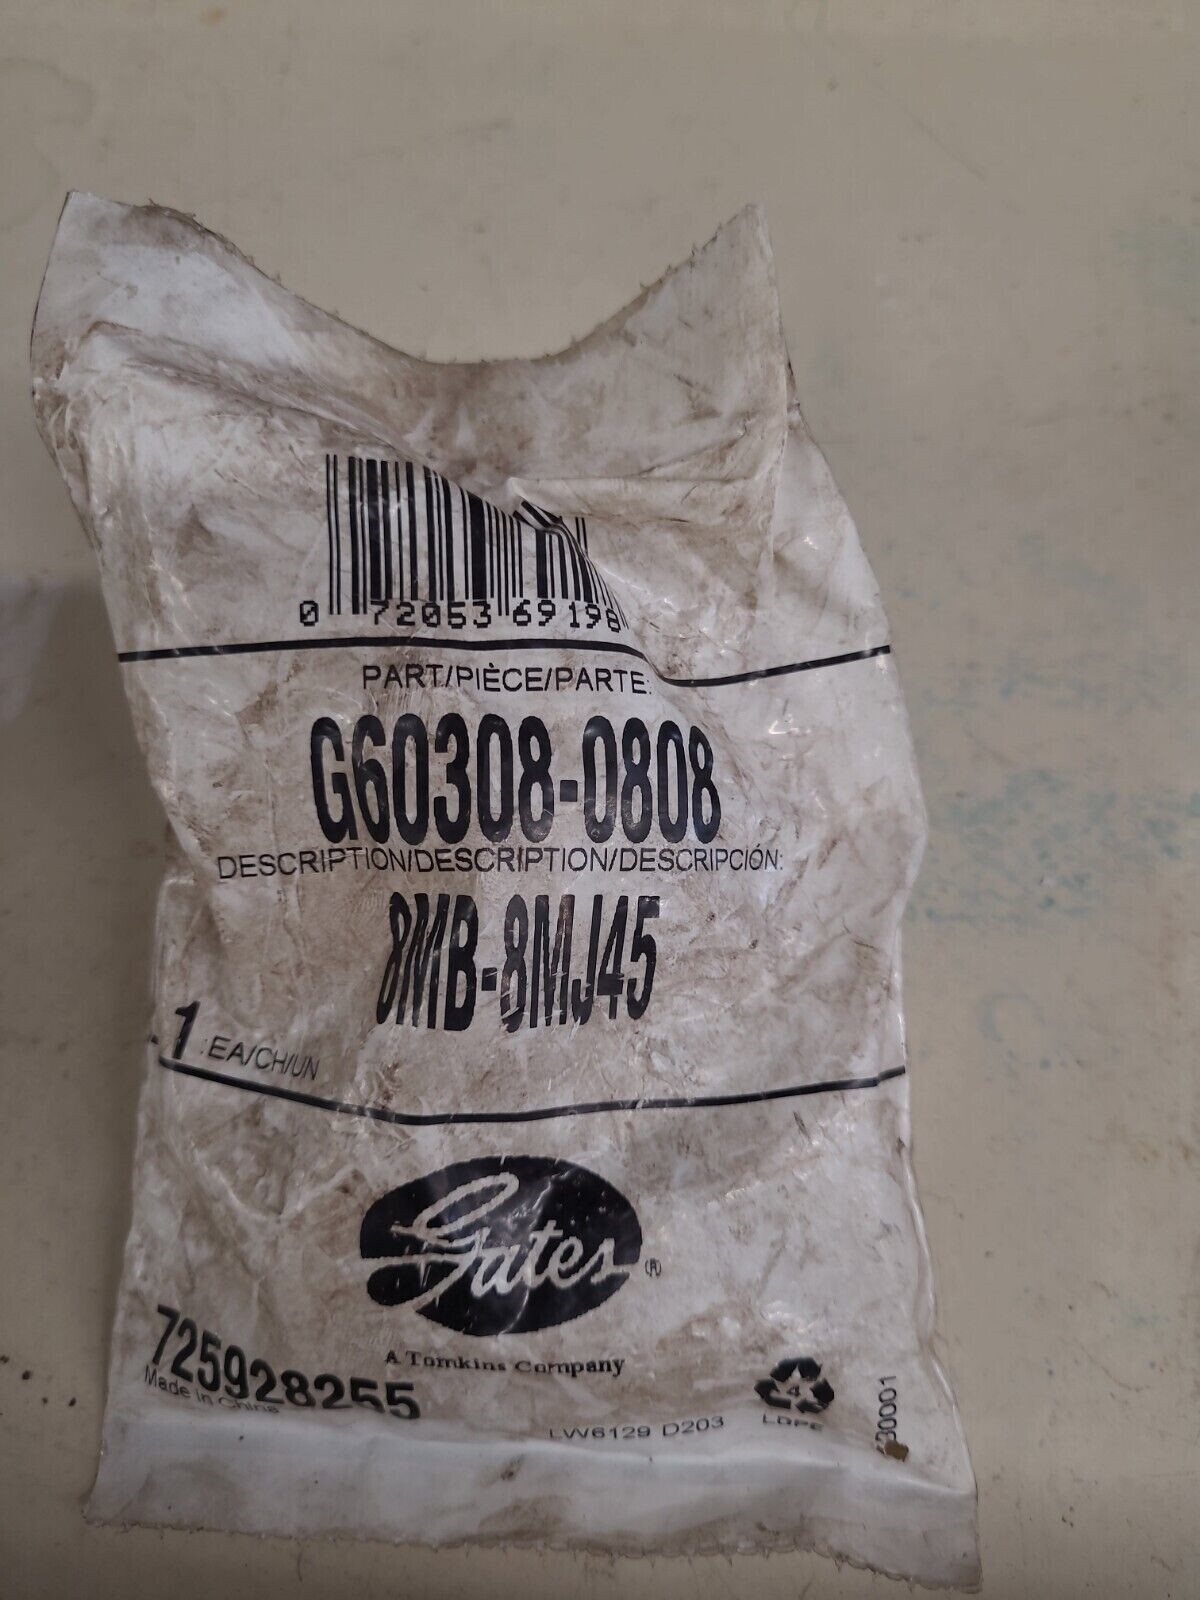 0 72053 69198
PART/PIÈCE/PARTE:
G60308-0808
DESCRIPTION/DESCRIPTION/DESCRIPCIÓN:
8MB-8MJ45
1 :EA/CH/UN
Gates ®
A Tomkins Company
725928255
Made in China
LW6129 D203
4
LDPE